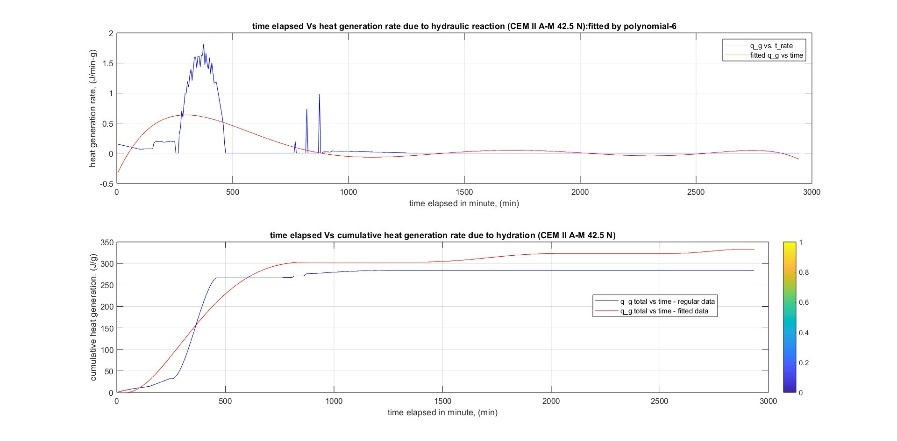 time elapsed Vs heat generation rate due to hydraulic reaction (CEM II A-M 42.5 N):fitted by polynomial-6
2
1.5
1
0.5
0
-0.5
heat generation rate, (J/min-g)
q_g vs. t_rate
fitted q_g vs time
0 500 1000 1500 2000 2500 3000
time elapsed in minute, (min)
time elapsed Vs cumulative heat generation rate due to hydration (CEM II A-M 42.5 N)
350
300
250
200
150
100
50
0
cumulative heat generation, (J/g)
q_g total vs time - regular data
q_g total vs time - fitted data
0 500 1000 1500 2000 2500 3000
time elapsed in minute, (min)
1
0.8
0.6
0.4
0.2
0